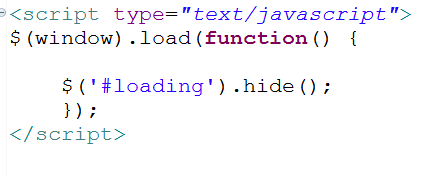 <script type="text/javascript">
$(window).load(function() {
$('#loading').hide();
});
</script>